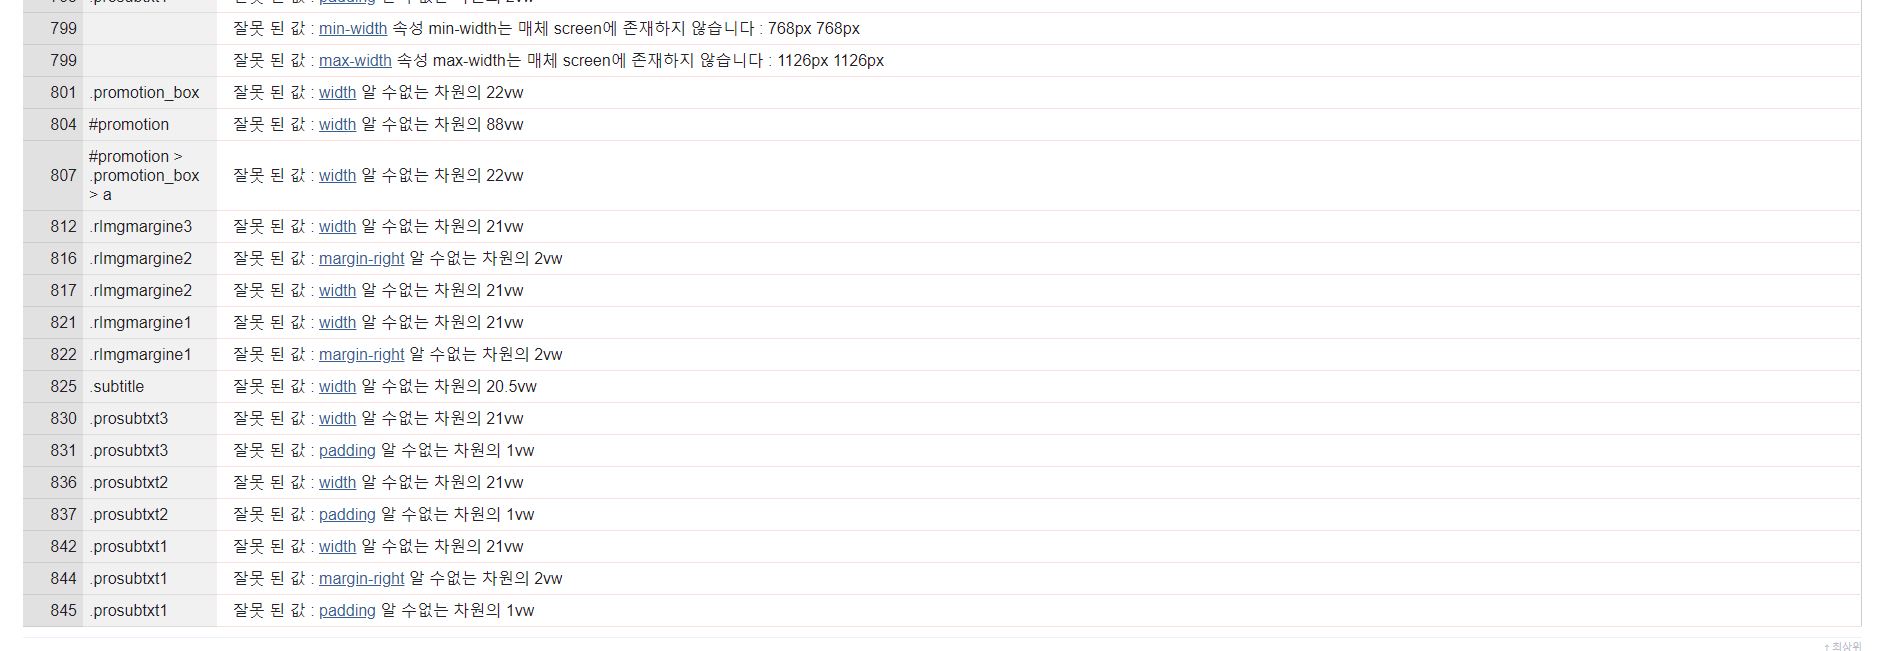 799 잘못 된 값 : min-width 속성 min-width는 매체 screen에 존재하지 않습니다 : 768px 768px
799 잘못 된 값 : max-width 속성 max-width는 매체 screen에 존재하지 않습니다 : 1126px 1126px
801 .promotion_box 잘못 된 값 : width 알 수없는 차원의 22vw
804 #promotion 잘못 된 값 : width 알 수없는 차원의 88vw
#promotion >
807 .promotion_box 잘못 된 값 : width 알 수없는 차원의 22vw
> a
812 .rImgmargine3 잘못 된 값 : width 알 수없는 차원의 21vw
816 .rImgmargine2 잘못 된 값 : margin-right 알 수없는 차원의 2vw
817 .rImgmargine2 잘못 된 값 : width 알 수없는 차원의 21vw
821 .rImgmargine1 잘못 된 값 : width 알 수없는 차원의 21vw
822 .rImgmargine1 잘못 된 값 : margin-right 알 수없는 차원의 2vw
825 .subtitle 잘못 된 값 : width 알 수없는 차원의 20.5vw
830 .prosubtxt3 잘못 된 값 : width 알 수없는 차원의 21vw
831 .prosubtxt3 잘못 된 값 : padding 알 수없는 차원의 1vw
836 .prosubtxt2 잘못 된 값 : width 알 수없는 차원의 21vw
837 .prosubtxt2 잘못 된 값 : padding 알 수없는 차원의 1vw
842 .prosubtxt1 잘못 된 값 : width 알 수없는 차원의 21vw
844 .prosubtxt1 잘못 된 값 : margin-right 알 수없는 차원의 2vw
845 .prosubtxt1 잘못 된 값 : padding 알 수없는 차원의 1vw
↑ 최상위